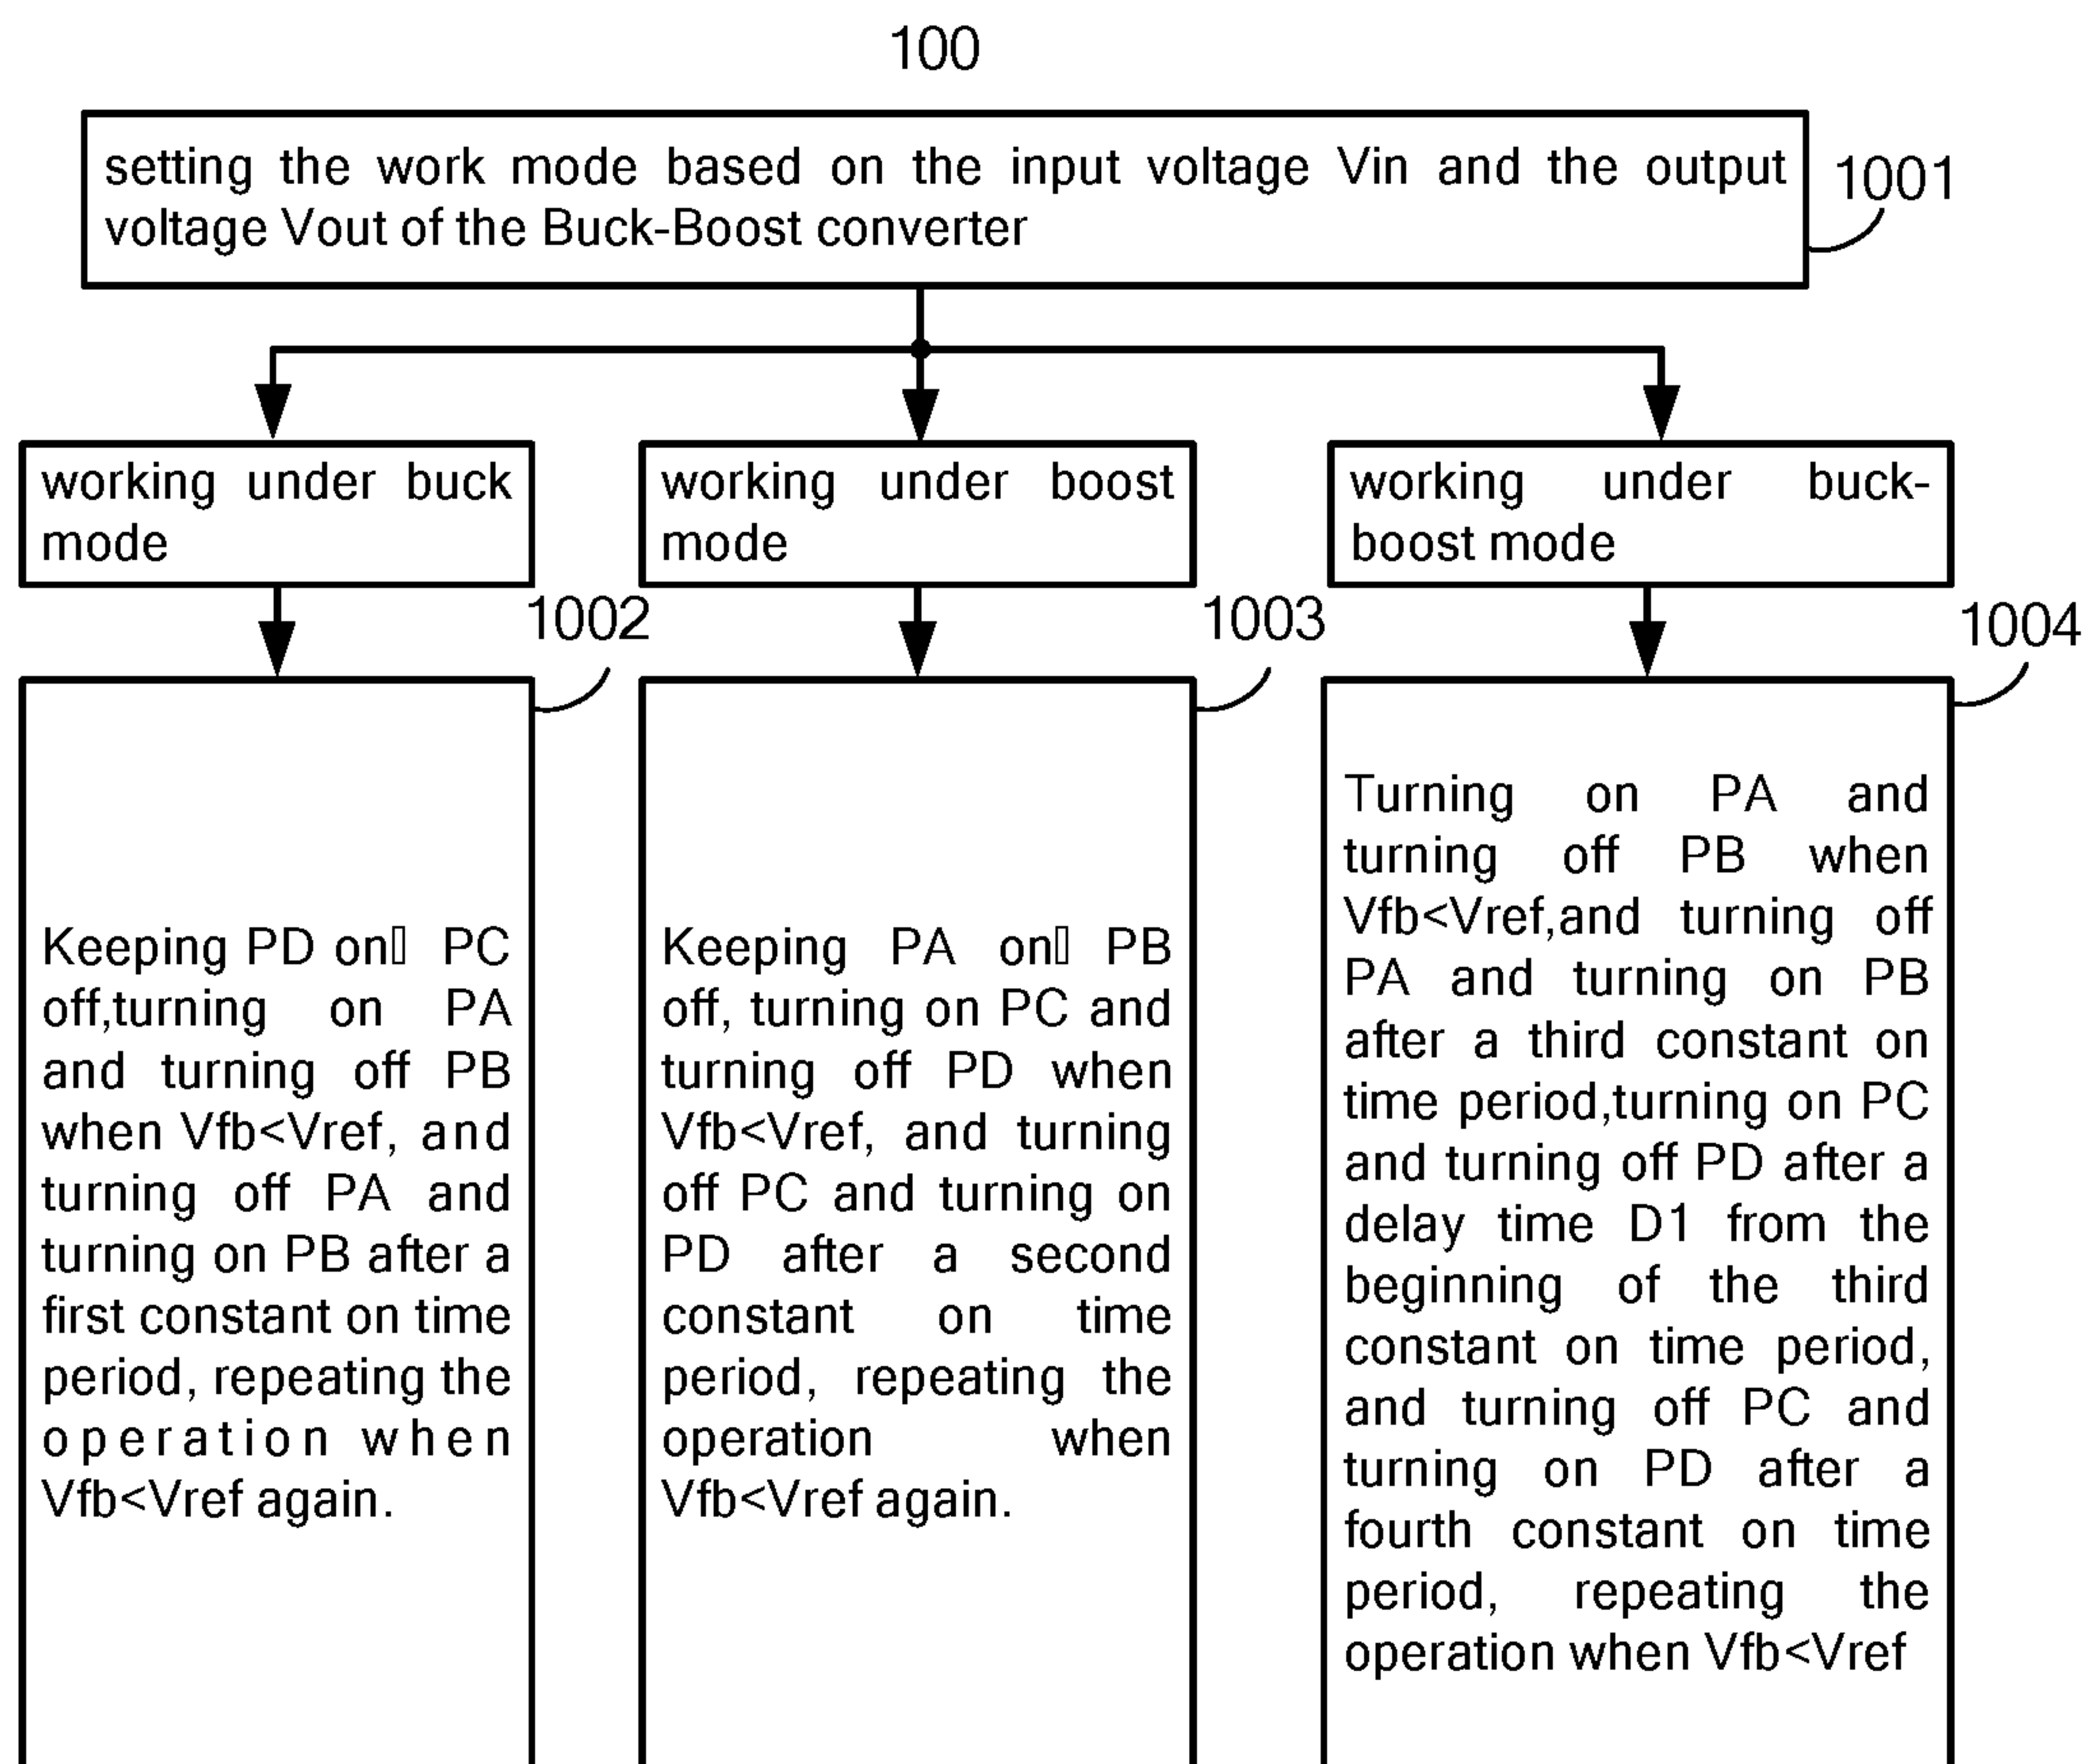 100
setting the work mode based on the input voltage Vin and the output
voltage Vout of the Buck-Boost converter
1001
working under buck
mode
working under boost
mode
working under buck-
boost mode
1002
1003
1004
Keeping PD on▯ PC
off,turning on PA
and turning off PB
when Vfb<Vref, and
turning off PA and
turning on PB after a
first constant on time
period, repeating the
operation when
Vfb<Vref again.
Keeping PA on▯ PB
off, turning on PC and
turning off PD when
Vfb<Vref, and turning
off PC and turning on
PD after a second
constant on time
period, repeating the
operation when
Vfb<Vref again.
Turning on PA and
turning off PB when
Vfb<Vref,and turning off
PA and turning on PB
after a third constant on
time period,turning on PC
and turning off PD after a
delay time D1 from the
beginning of the third
constant on time period,
and turning off PC and
turning on PD after a
fourth constant on time
period, repeating the
operation when Vfb<Vref